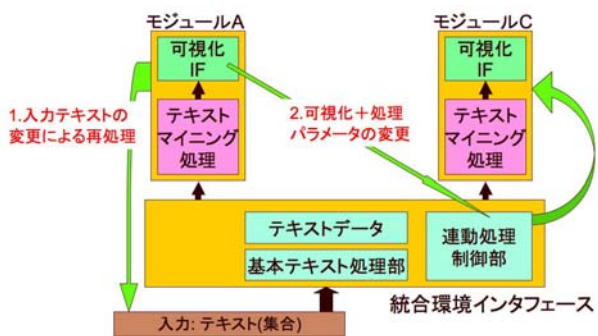 モジュールA
可視化
IF
テキスト
マイニング
処理
モジュールC
可視化
IF
テキスト
マイニング
処理
1.入力テキストの
変更による再処理
2.可視化＋処理
パラメータの変更
テキストデータ
基本テキスト処理部
連動処理
制御部
統合環境インタフェース
入力: テキスト(集合)